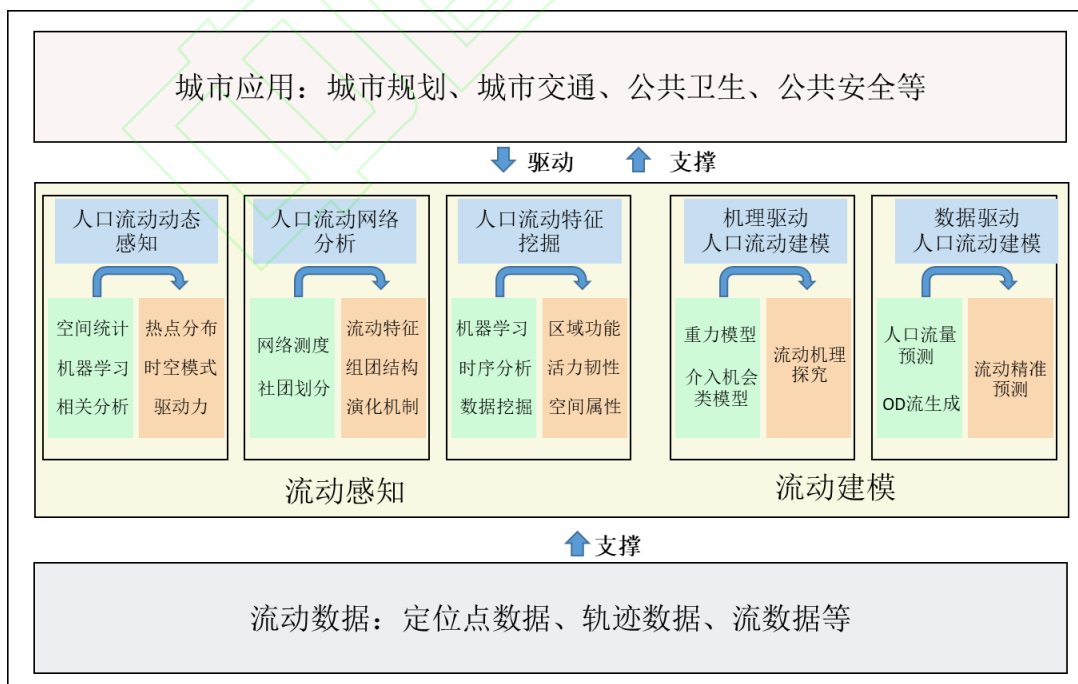 城市应用：城市规划、城市交通、公共卫生、公共安全等
驱动
支撑
人口流动动态
感知
空间统计
机器学习
相关分析
热点分布
时空模式
驱动力
人口流动网络
分析
网络测度
社团划分
流动特征
组团结构
演化机制
人口流动特征
挖掘
机器学习
时序分析
数据挖掘
区域功能
活力韧性
空间属性
机理驱动
人口流动建模
重力模型
介入机会
类模型
流动机理
探究
数据驱动
人口流动建模
人口流量
预测
OD流生成
流动精准
预测
流动感知
流动建模
支撑
流动数据：定位点数据、轨迹数据、流数据等